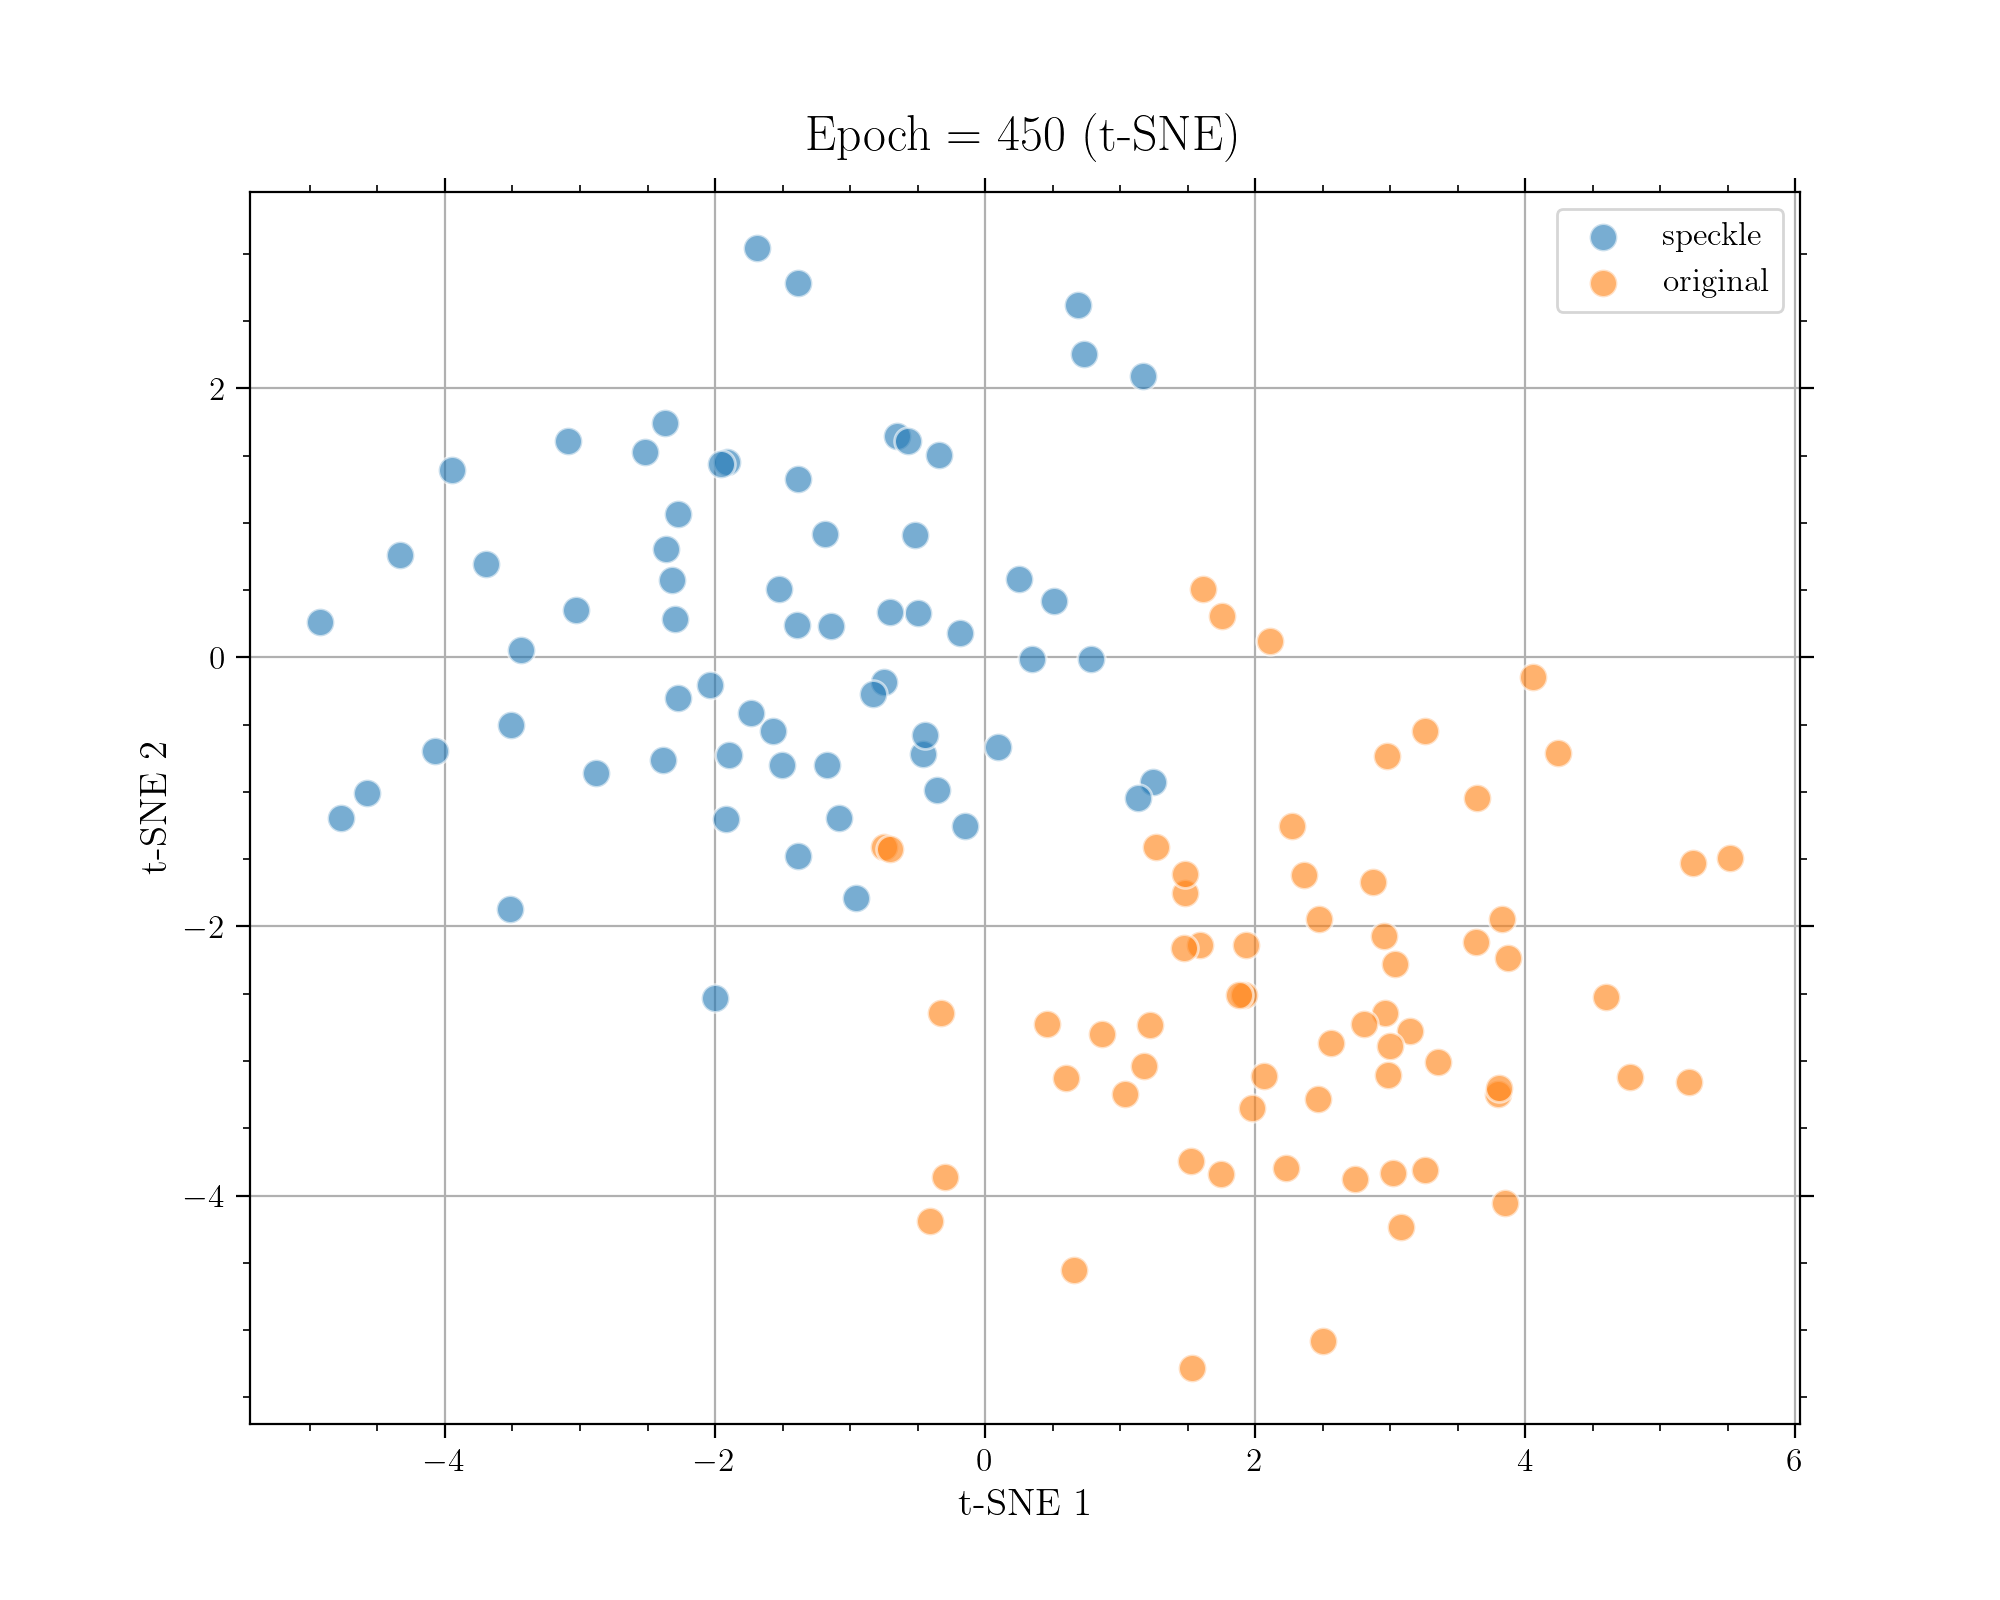 Epoch = 450 (t-SNE)
speckle
original
2
0
−2
−4
t-SNE 2
−4 −2 0 2 4 6
t-SNE 1